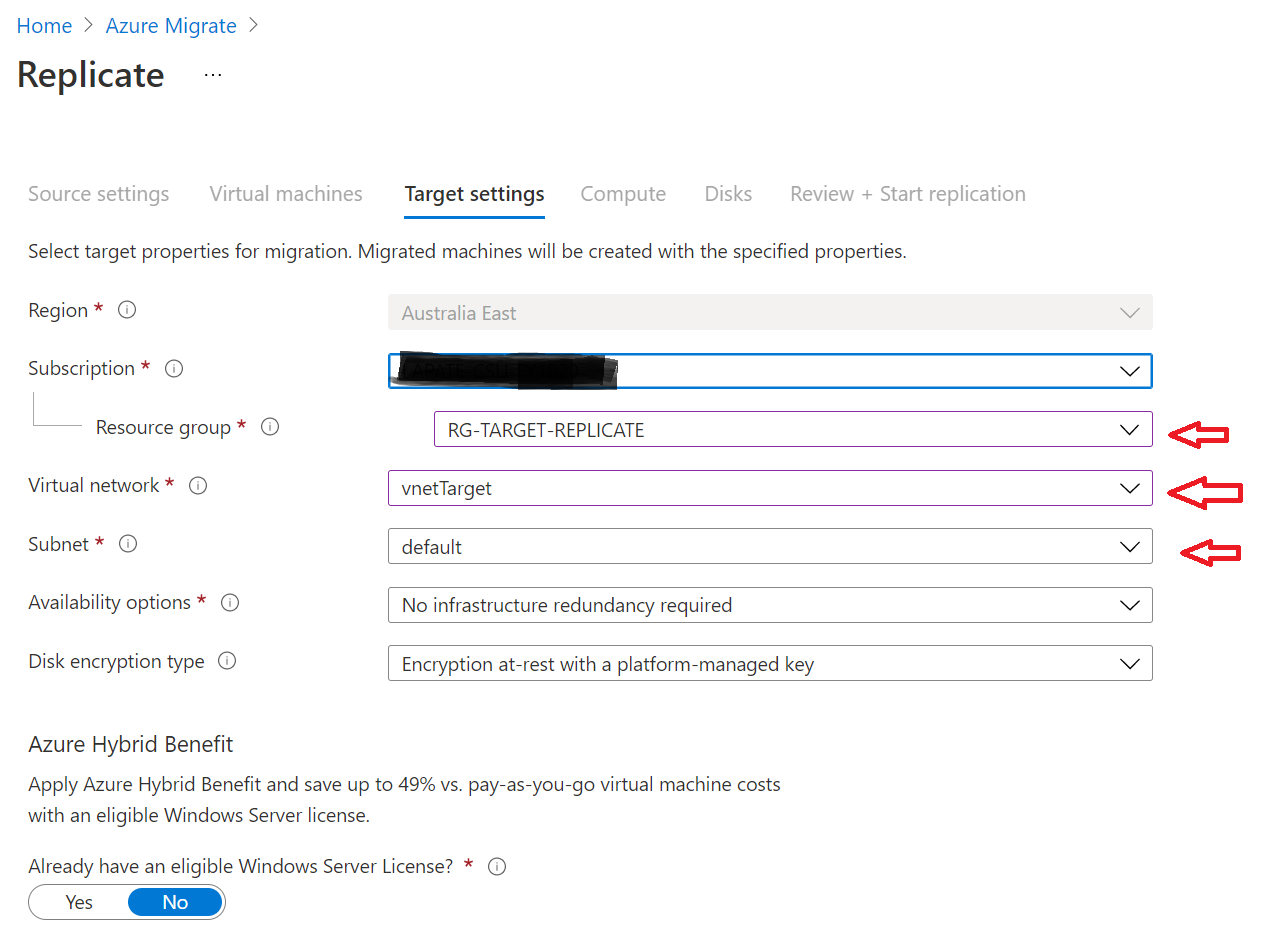 Home > Azure Migrate >
Replicate ...
Source settings Virtual machines Target settings Compute Disks Review + Start replication
Select target properties for migration. Migrated machines will be created with the specified properties.
Region * Australia East
Subscription *
Resource group * RG-TARGET-REPLICATE
Virtual network * vnetTarget
Subnet * default
Availability options * No infrastructure redundancy required
Disk encryption type Encryption at-rest with a platform-managed key
Azure Hybrid Benefit
Apply Azure Hybrid Benefit and save up to 49% vs. pay-as-you-go virtual machine costs
with an eligible Windows Server license.
Already have an eligible Windows Server License? *
Yes No